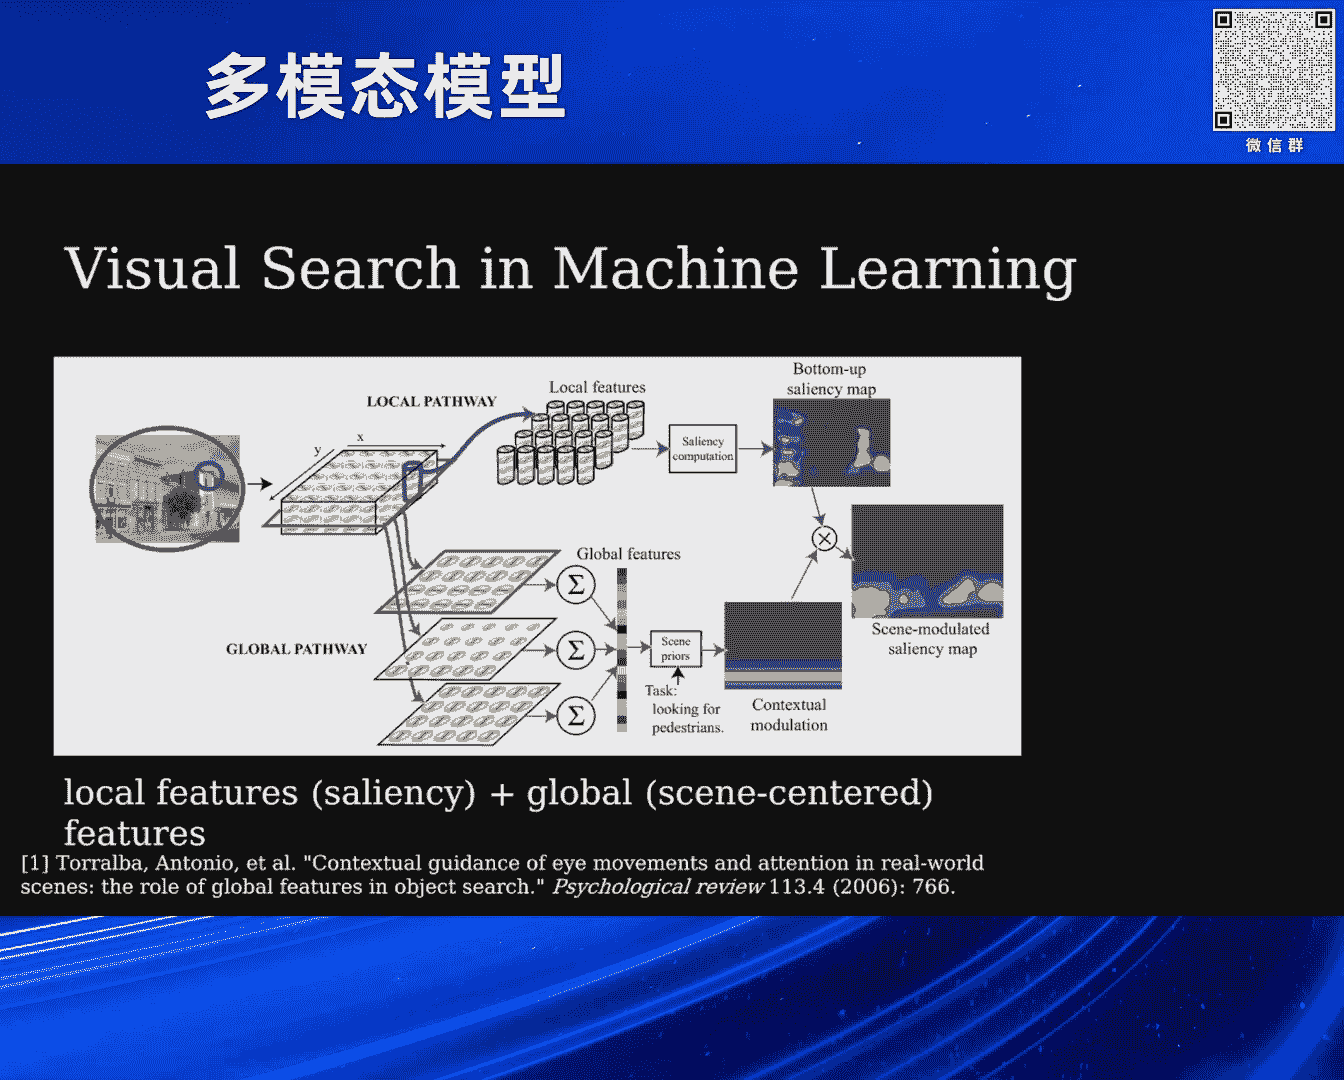 多模态模型
微信群
Visual Search in Machine Learning
LOCAL PATHWAY
Local features
Bottom-up
saliency map
x
y
Saliency
computation
Global features
Σ
Σ
Σ
GLOBAL PATHWAY
Scene
priors
Task:
looking for
pedestrians.
Contextual
modulation
Scene-modulated
saliency map
local features (saliency) + global (scene-centered)
features
[1] Torralba, Antonio, et al. "Contextual guidance of eye movements and attention in real-world
scenes: the role of global features in object search." Psychological review 113.4 (2006): 766.